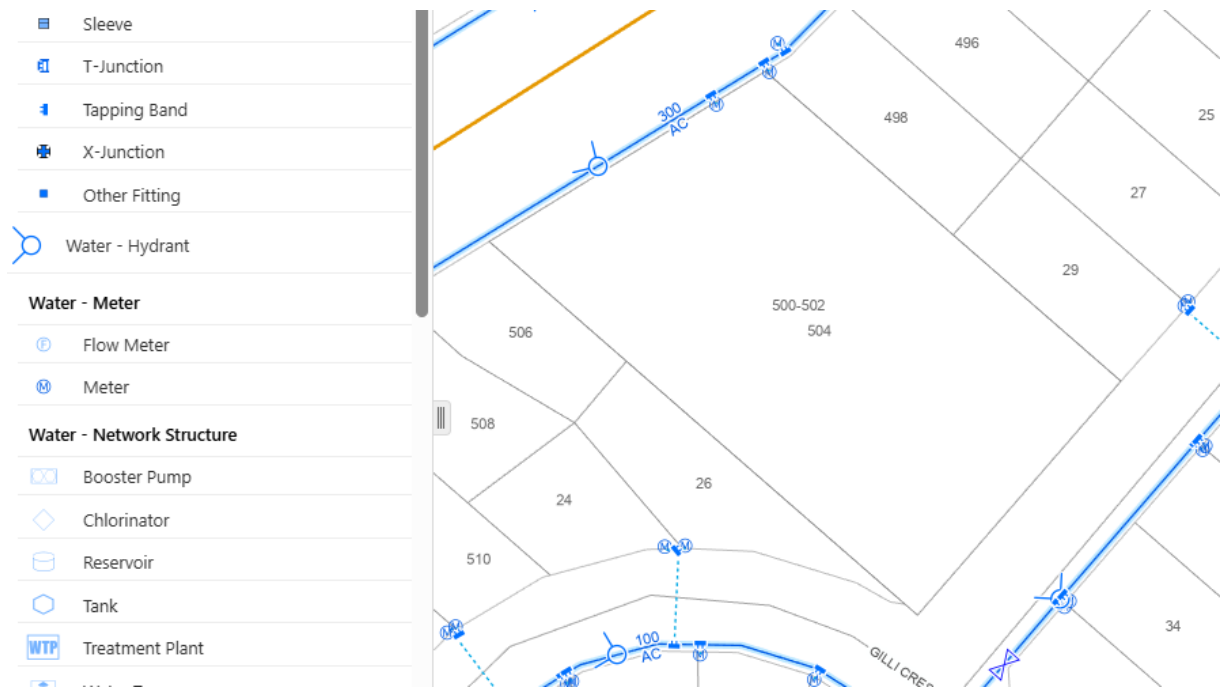 Sleeve
T-Junction
Tapping Band
X-Junction
Other Fitting
Water - Hydrant
Water - Meter
F Flow Meter
M Meter
Water - Network Structure
Booster Pump
Chlorinator
Reservoir
Tank
WTP Treatment Plant
496
M
M
498
25
300
AC
M
27
29
500-502
504
M
506
508
M
26
24
M M
510
M
34
M M
100
AC
M
M
GILLI CRES